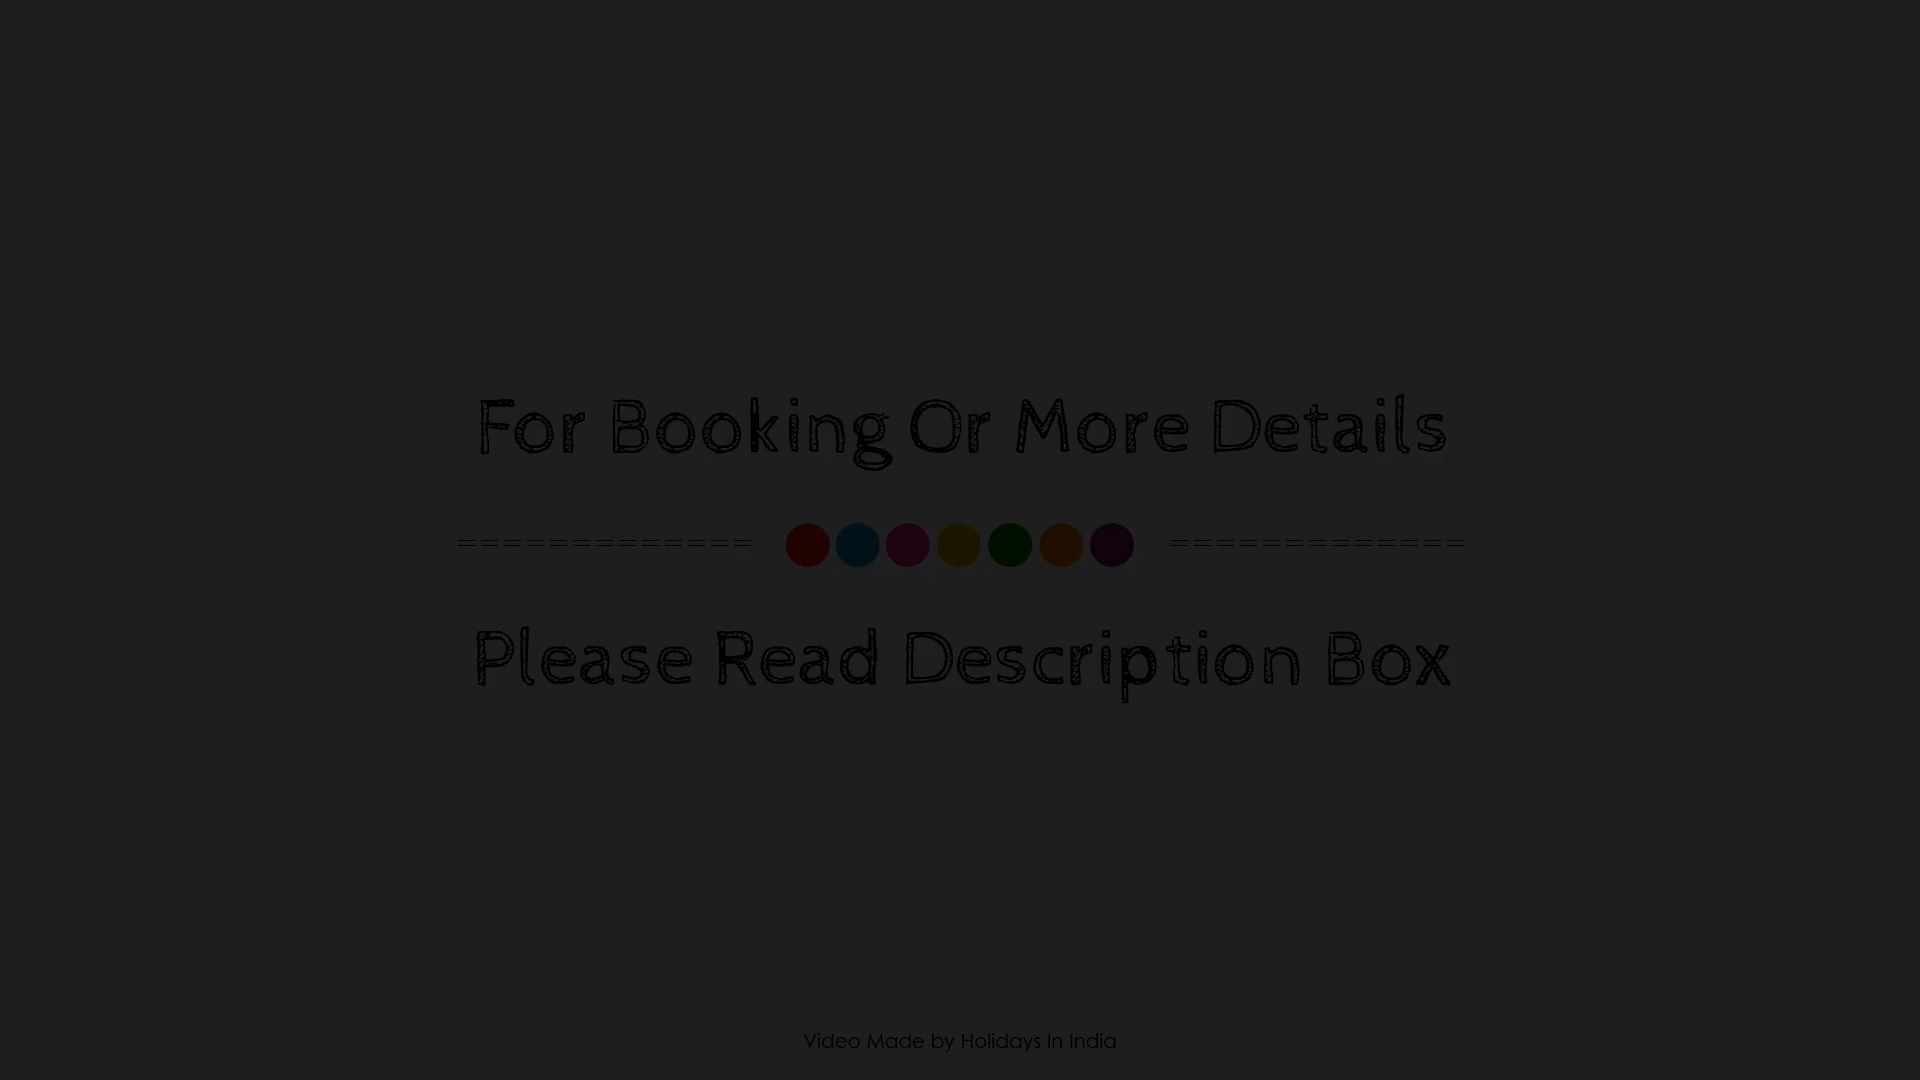 For Booking Or More Details
============= =============
Please Read Description Box
Video Made by Holidays In India